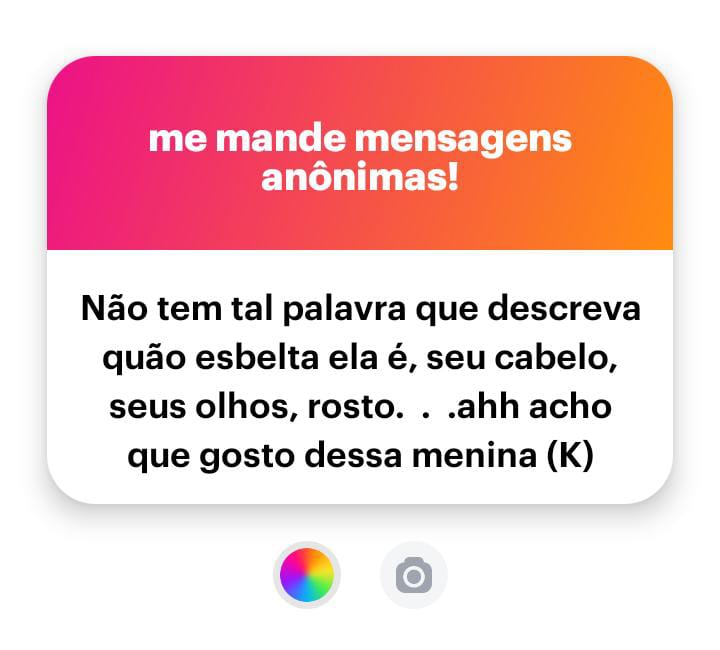 me mande mensagens
anônimas!
Não tem tal palavra que descreva
quão esbelta ela é, seu cabelo,
seus olhos, rosto.  .  .ahh acho
que gosto dessa menina (K)